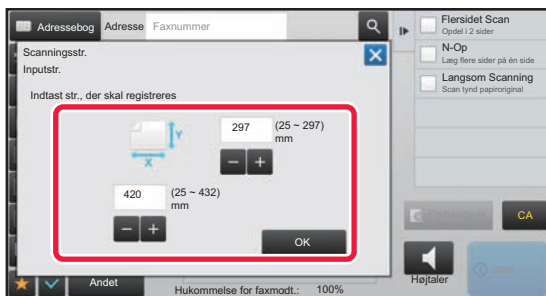 Adressebog Adresse Faxnummer
Scanningsstr.
Inputstr.
Indtast str., der skal registreres
Y
X
297 (25 ~ 297)
mm
420 (25 ~ 432)
mm
OK
Andet
Hukommelse for faxmodt.: 100%
Flersidet Scan
Opdel i 2 sider
N-Op
Læg flere sider på én side
Langsom Scanning
Scan tynd papiroriginal
CA
Højtaler
Start